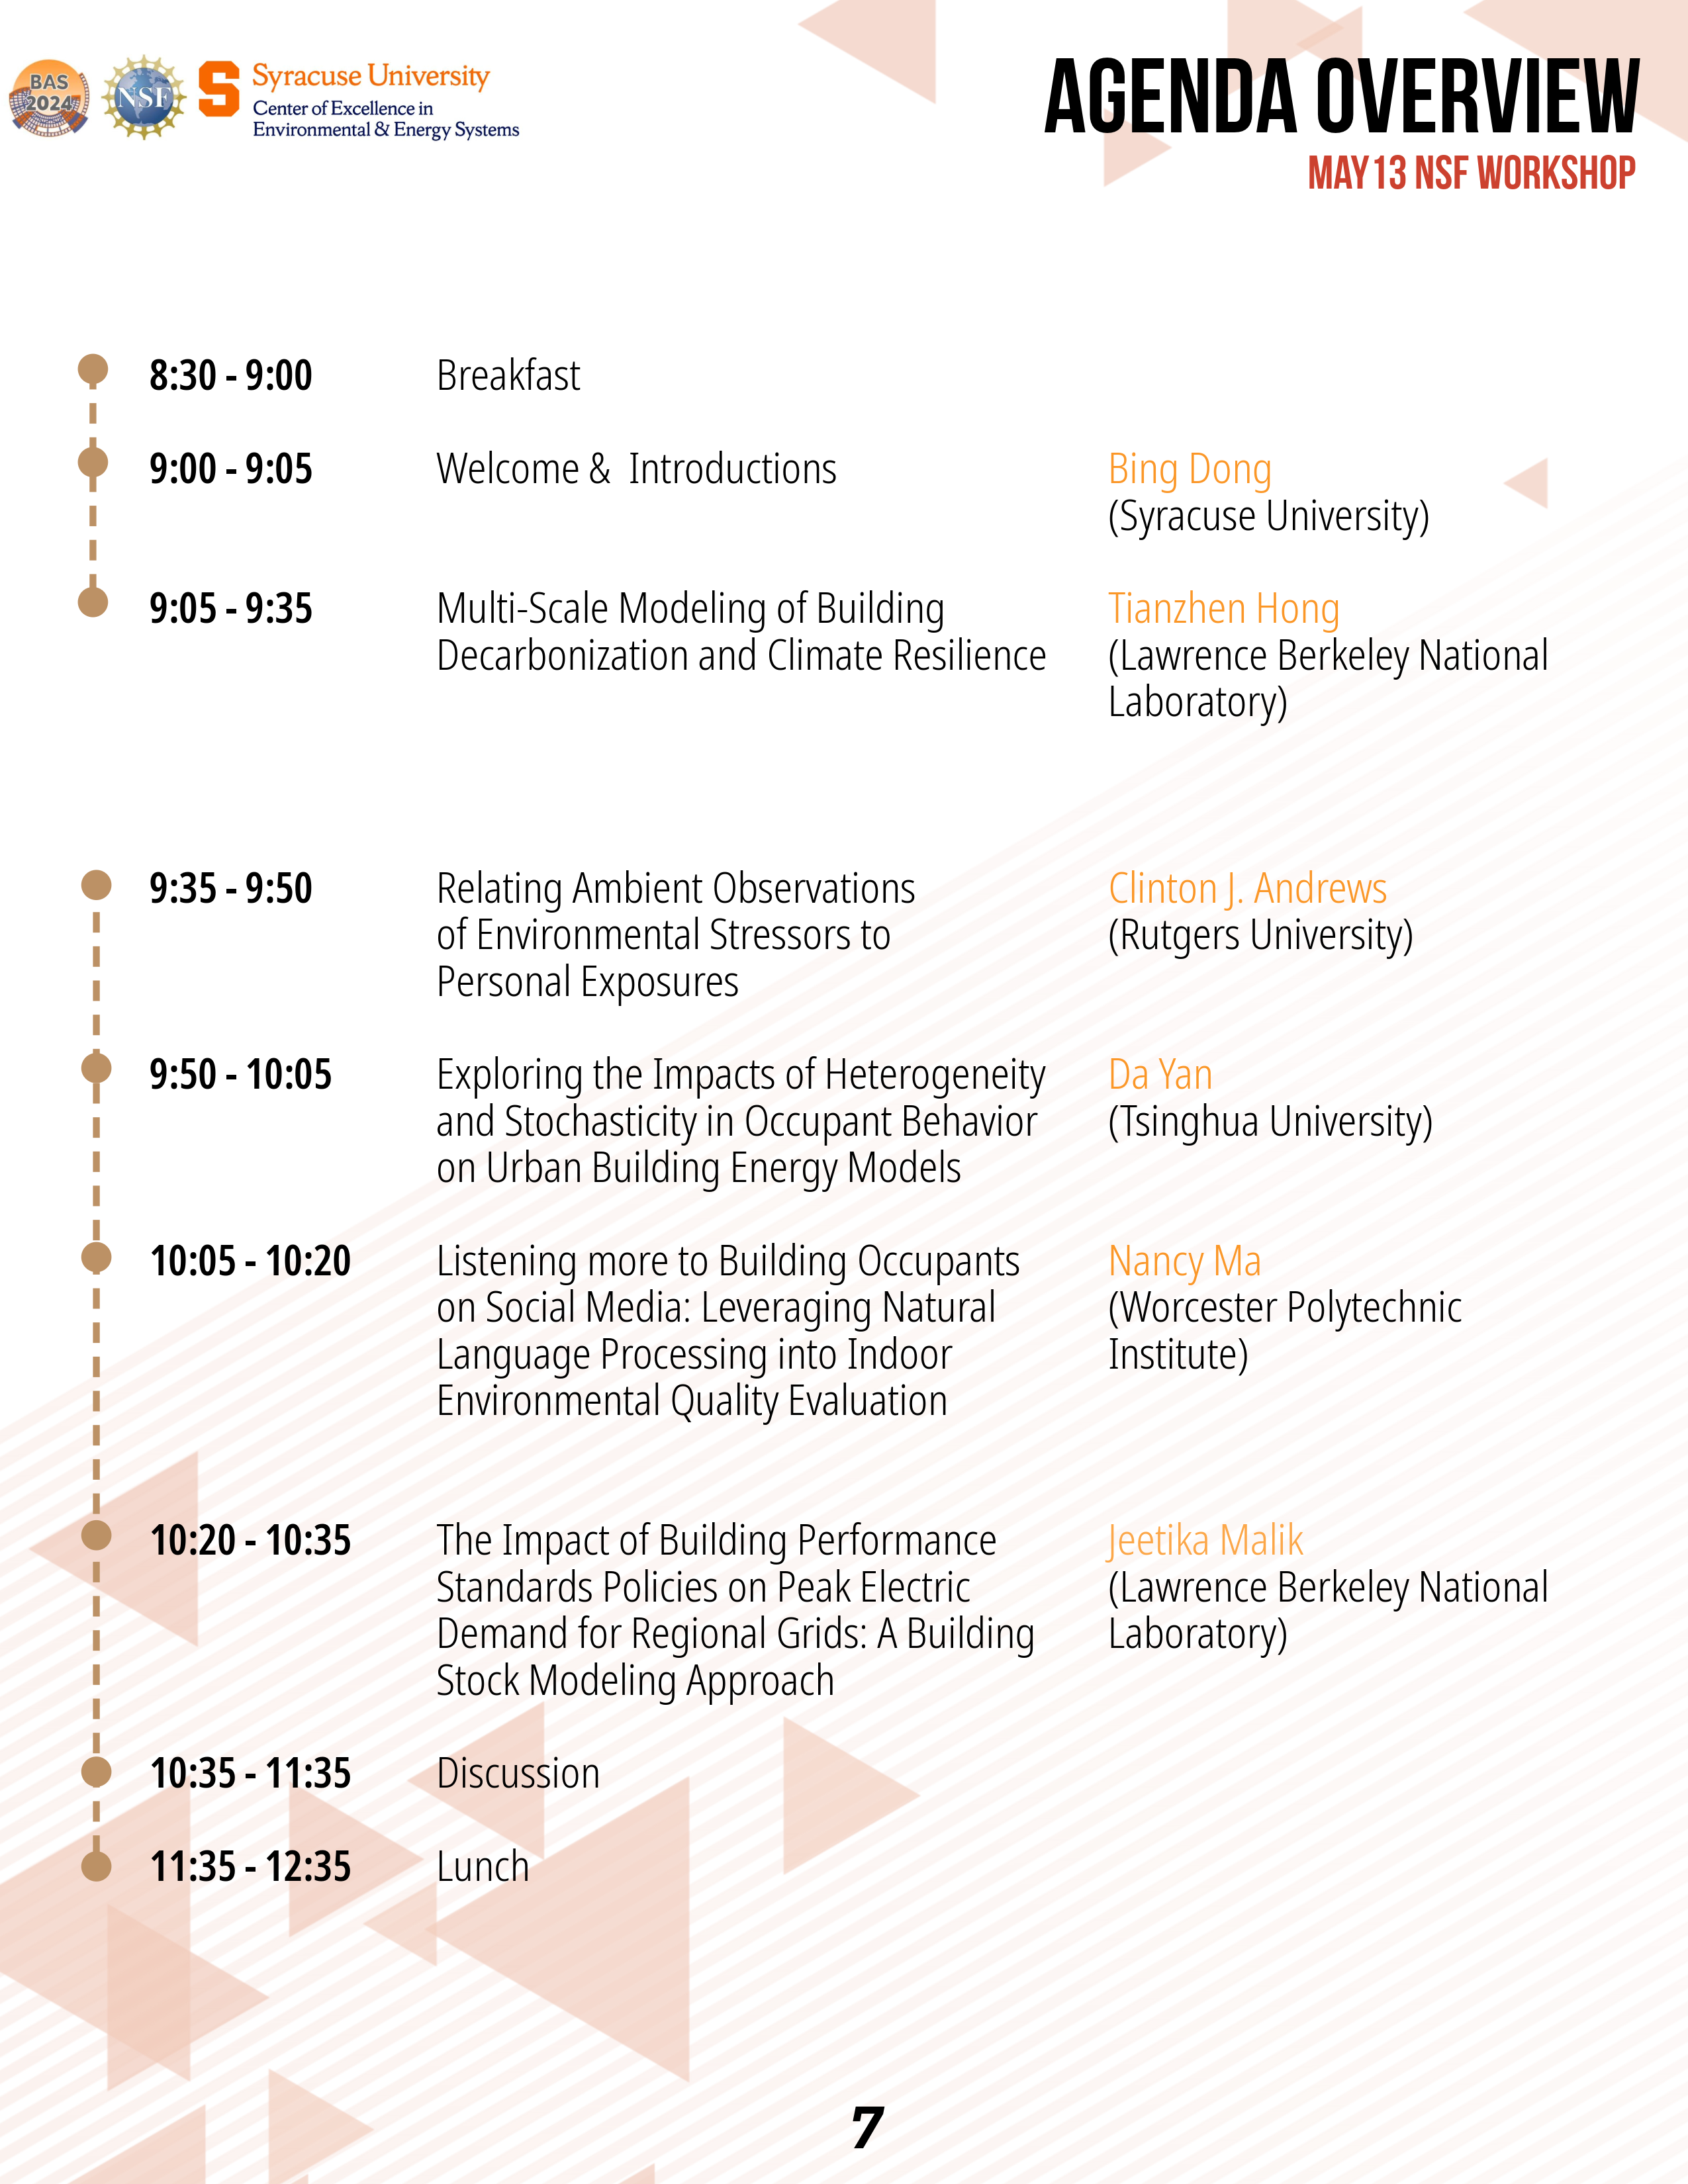 BAS
2024
NSF
S
Syracuse University
Center of Excellence in
Environmental & Energy Systems
AGENDA OVERVIEW
MAY13 NSF WORKSHOP
8:30 - 9:00 Breakfast
9:00 - 9:05 Welcome &  Introductions Bing Dong
(Syracuse University)
9:05 - 9:35 Multi-Scale Modeling of Building Tianzhen Hong
Decarbonization and Climate Resilience (Lawrence Berkeley National
Laboratory)
9:35 - 9:50 Relating Ambient Observations Clinton J. Andrews
of Environmental Stressors to (Rutgers University)
Personal Exposures
9:50 - 10:05 Exploring the Impacts of Heterogeneity Da Yan
and Stochasticity in Occupant Behavior (Tsinghua University)
on Urban Building Energy Models
10:05 - 10:20 Listening more to Building Occupants Nancy Ma
on Social Media: Leveraging Natural (Worcester Polytechnic
Language Processing into Indoor Institute)
Environmental Quality Evaluation
10:20 - 10:35 The Impact of Building Performance Jeetika Malik
Standards Policies on Peak Electric (Lawrence Berkeley National
Demand for Regional Grids: A Building Laboratory)
Stock Modeling Approach
10:35 - 11:35 Discussion
11:35 - 12:35 Lunch
7